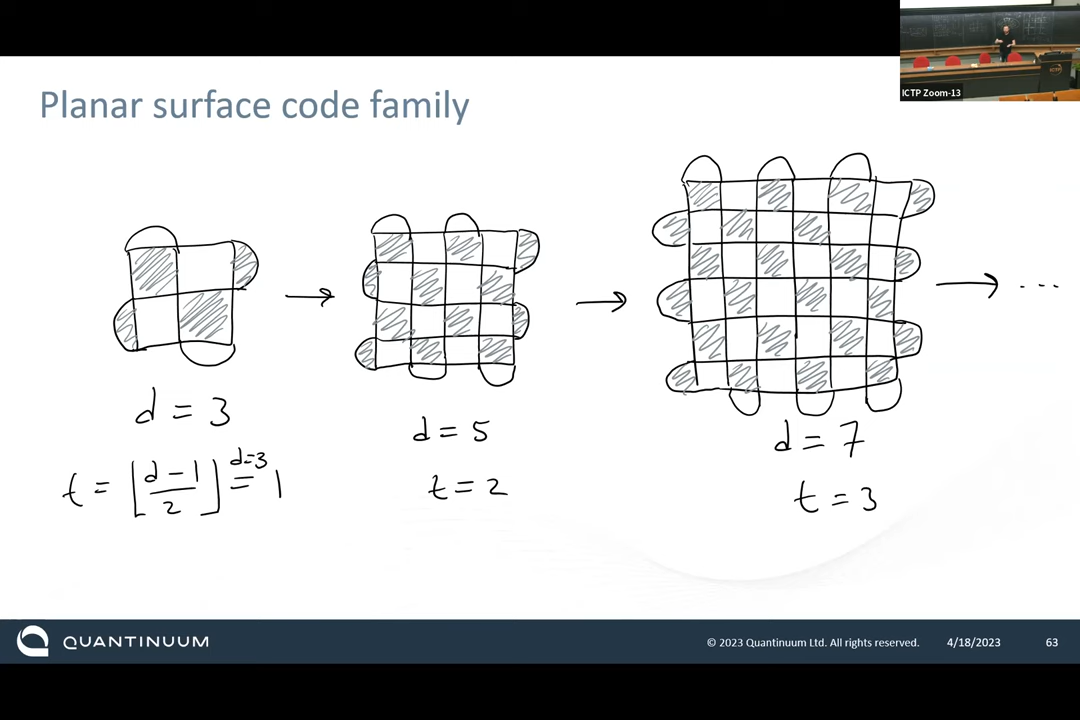 ICTP Zoom-13
Planar surface code family
d = 3
d = 5
d = 7
t = ⌊(d-1)/2⌋ d=3 = 1
t = 2
t = 3
QUANTINUUM
© 2023 Quantinuum Ltd. All rights reserved.
4/18/2023
63